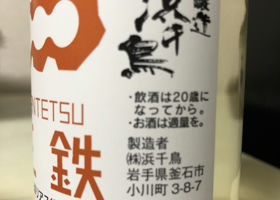 醸造
浜千鳥
NTETSU
鉄
・飲酒は20歳に
なってから。
・お酒は適量を。
製造者
㈱浜千鳥
岩手県釜石市
小川町3-8-7